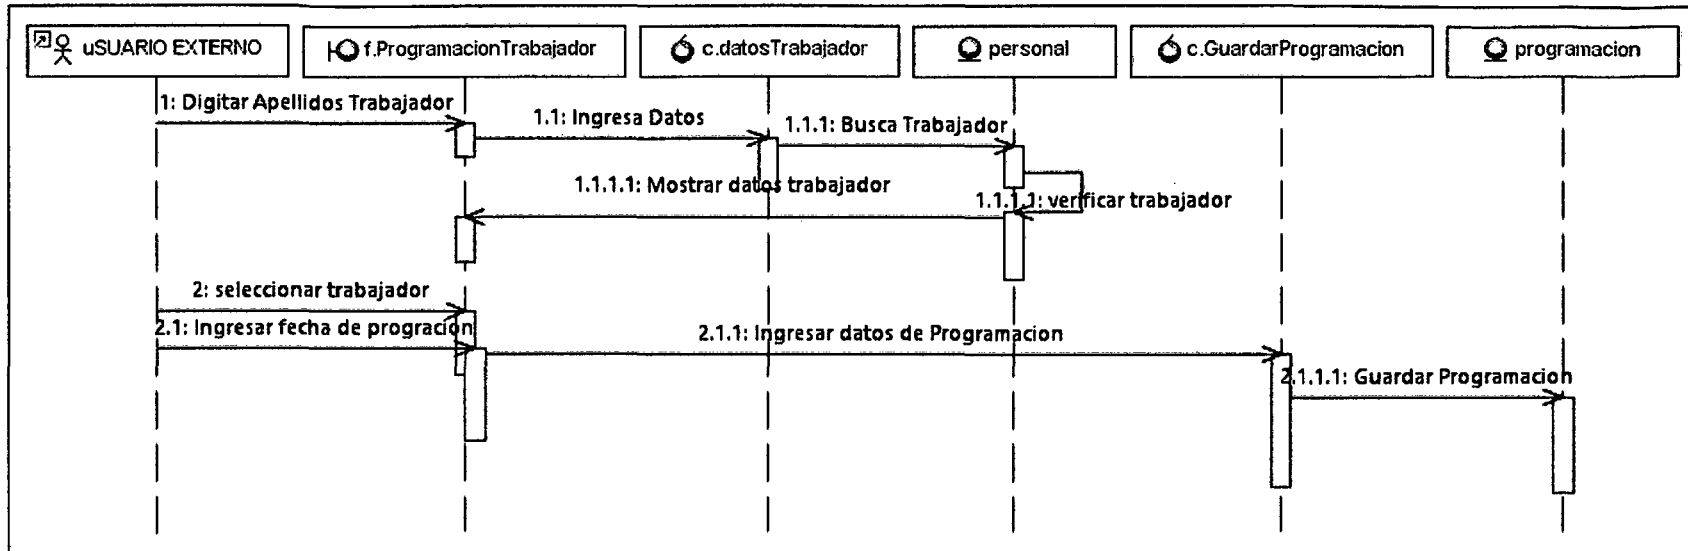 uSUARIO EXTERNO
f.ProgramacionTrabajador
c.datosTrabajador
personal
c.GuardarProgramacion
programacion
1: Digitar Apellidos Trabajador
1.1: Ingresa Datos
1.1.1: Busca Trabajador
1.1.1.1: Mostrar datos trabajador
1.1.1.1: verificar trabajador
2: seleccionar trabajador
2.1: Ingresar fecha de progracion
2.1.1: Ingresar datos de Programacion
2.1.1.1: Guardar Programacion